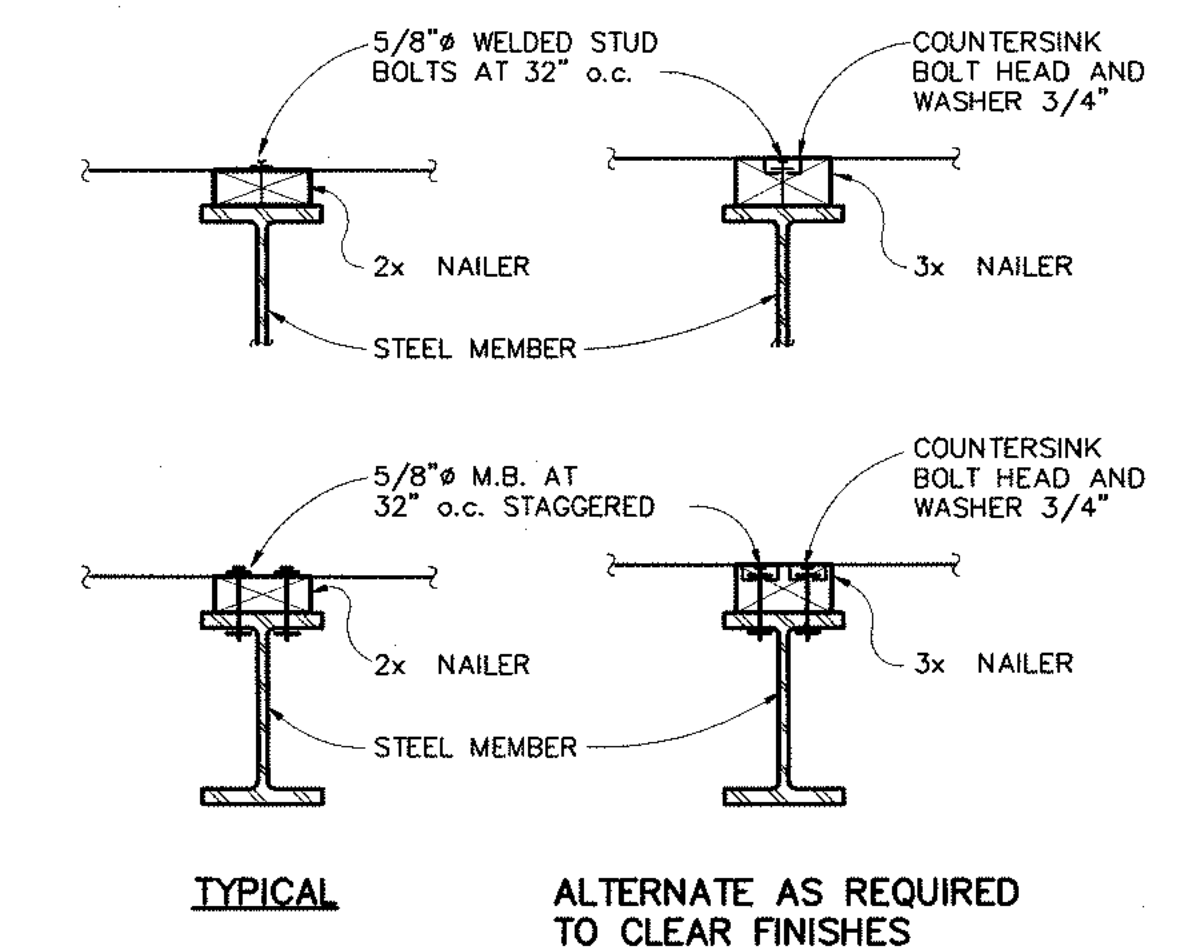 5/8"ø WELDED STUD
BOLTS AT 32" o.c.
COUNTERSINK
BOLT HEAD AND
WASHER 3/4"
2x NAILER
3x NAILER
STEEL MEMBER
5/8"ø M.B. AT
32" o.c. STAGGERED
COUNTERSINK
BOLT HEAD AND
WASHER 3/4"
2x NAILER
3x NAILER
STEEL MEMBER
TYPICAL
ALTERNATE AS REQUIRED
TO CLEAR FINISHES